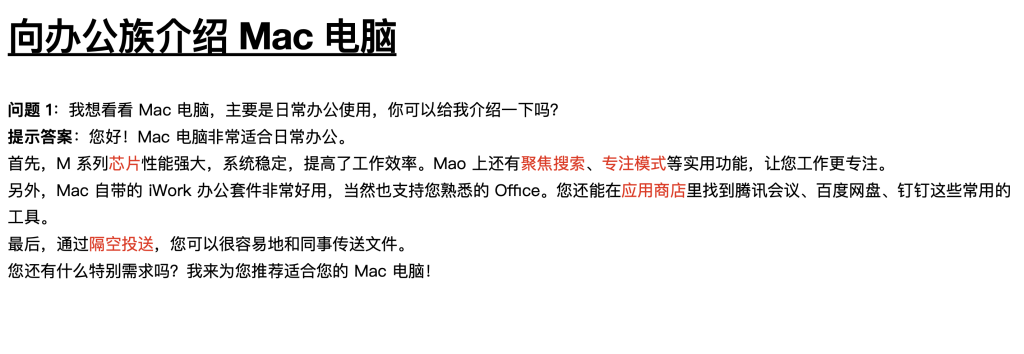 向办公族介绍 Mac 电脑
问题 1：我想看看 Mac 电脑，主要是日常办公使用，你可以给我介绍一下吗？
提示答案：您好！Mac 电脑非常适合日常办公。
首先，M 系列芯片性能强大，系统稳定，提高了工作效率。Mao 上还有聚焦搜索、专注模式等实用功能，让您工作更专注。
另外，Mac 自带的 iWork 办公套件非常好用，当然也支持您熟悉的 Office。您还能在应用商店里找到腾讯会议、百度网盘、钉钉这些常用的
工具。
最后，通过隔空投送，您可以很容易地和同事传送文件。
您还有什么特别需求吗？我来为您推荐适合您的 Mac 电脑！